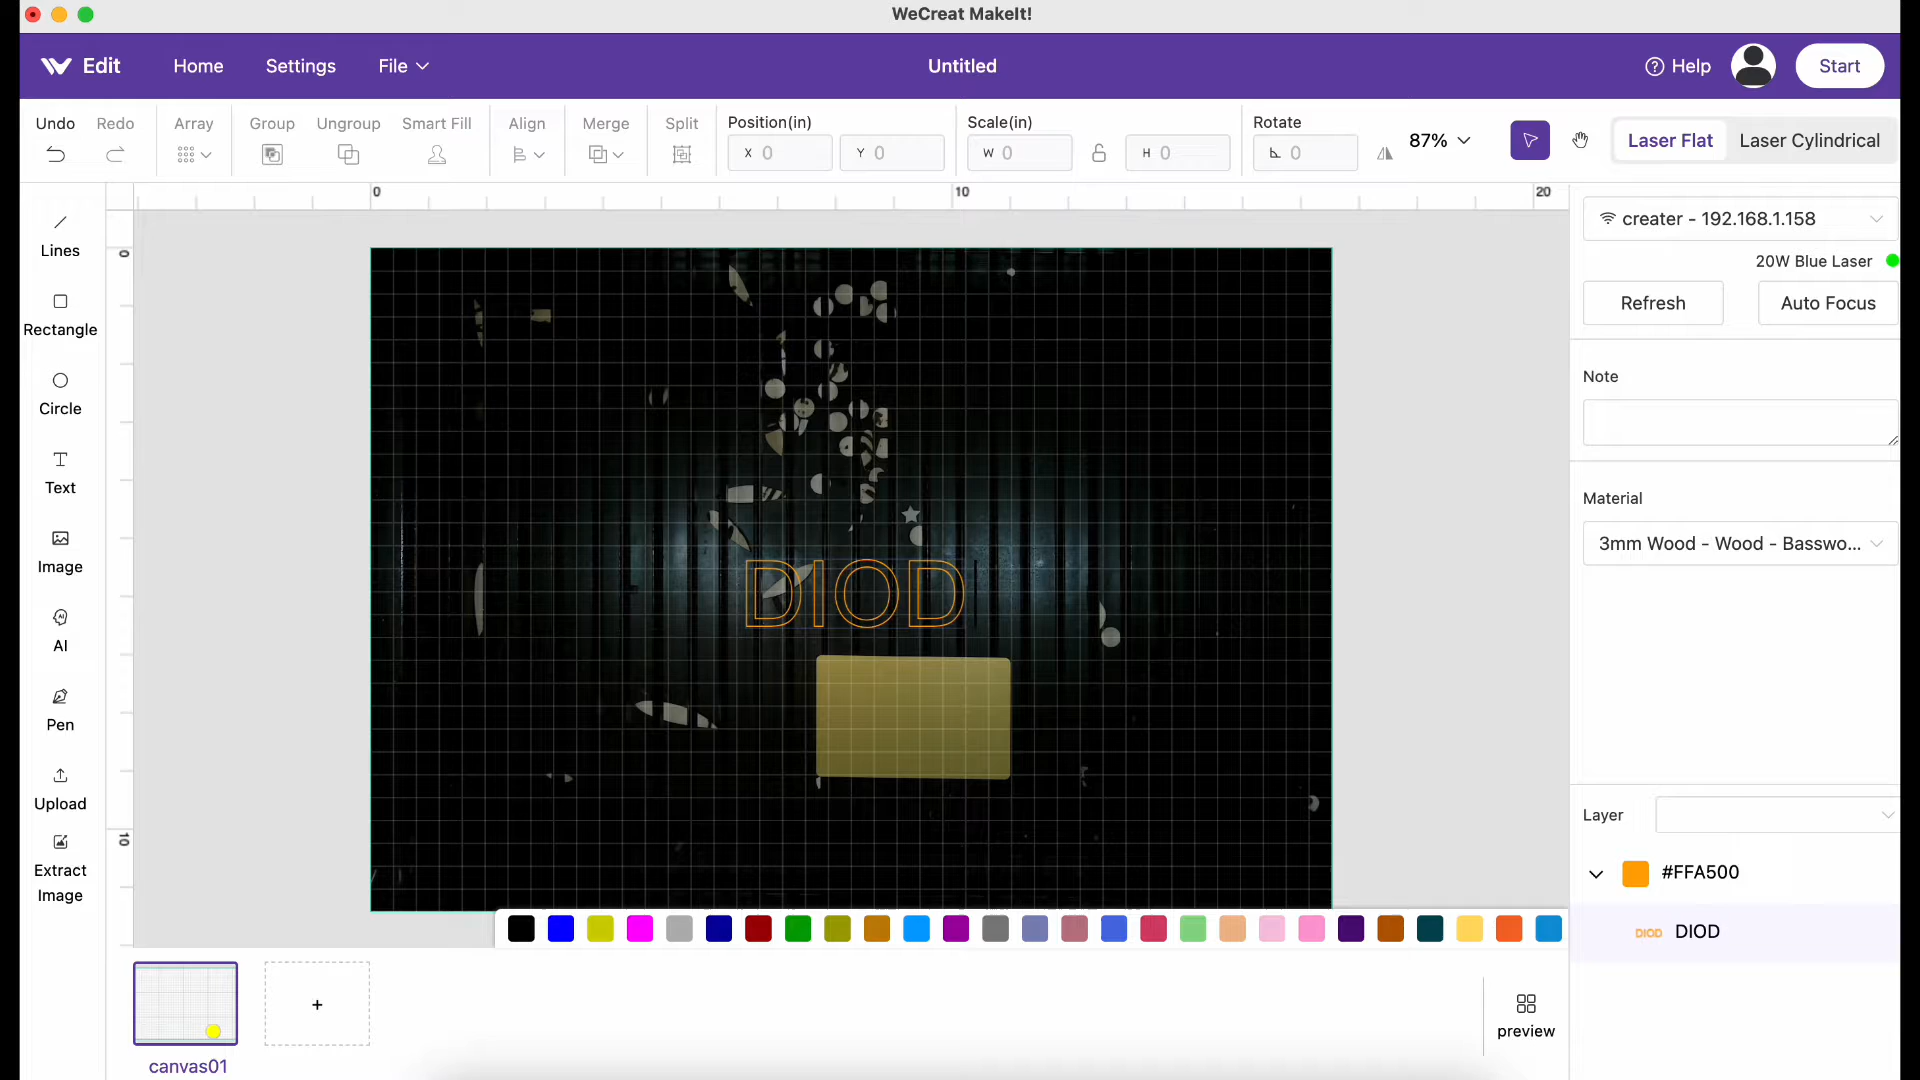 WeCreat MakeIt!
Edit Home Settings File Untitled Help Start
Undo Redo Array Group Ungroup Smart Fill Align Merge Split Position(in) Scale(in) Rotate
X 0 Y 0 W 0 H 0 0 87% Laser Flat Laser Cylindrical
0 10 20
0
10
Lines
Rectangle
Circle
Text
Image
AI
Pen
Upload
Extract
Image
DIOD
creater - 192.168.1.158
20W Blue Laser
Refresh Auto Focus
Note
Material
3mm Wood - Wood - Basswo...
Layer
#FFA500
DIOD DIOD
+
canvas01
preview